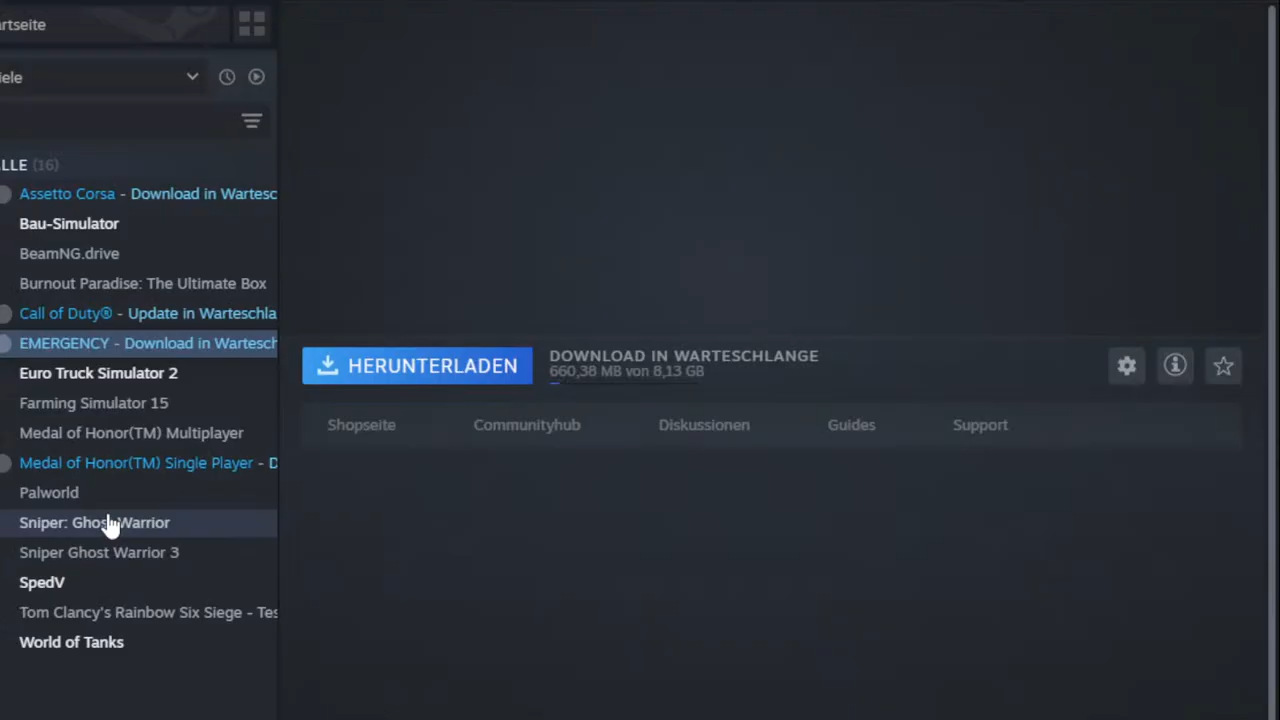 rtseite
iele
LLE (16)
Assetto Corsa - Download in Wartesc
Bau-Simulator
BeamNG.drive
Burnout Paradise: The Ultimate Box
Call of Duty® - Update in Warteschla
EMERGENCY - Download in Wartesch
Euro Truck Simulator 2
Farming Simulator 15
Medal of Honor(TM) Multiplayer
Medal of Honor(TM) Single Player - D
Palworld
Sniper: Ghost Warrior
Sniper Ghost Warrior 3
SpedV
Tom Clancy's Rainbow Six Siege - Tes
World of Tanks
HERUNTERLADEN
DOWNLOAD IN WARTESCHLANGE
660,38 MB von 8,13 GB
Shopseite Communityhub Diskussionen Guides Support